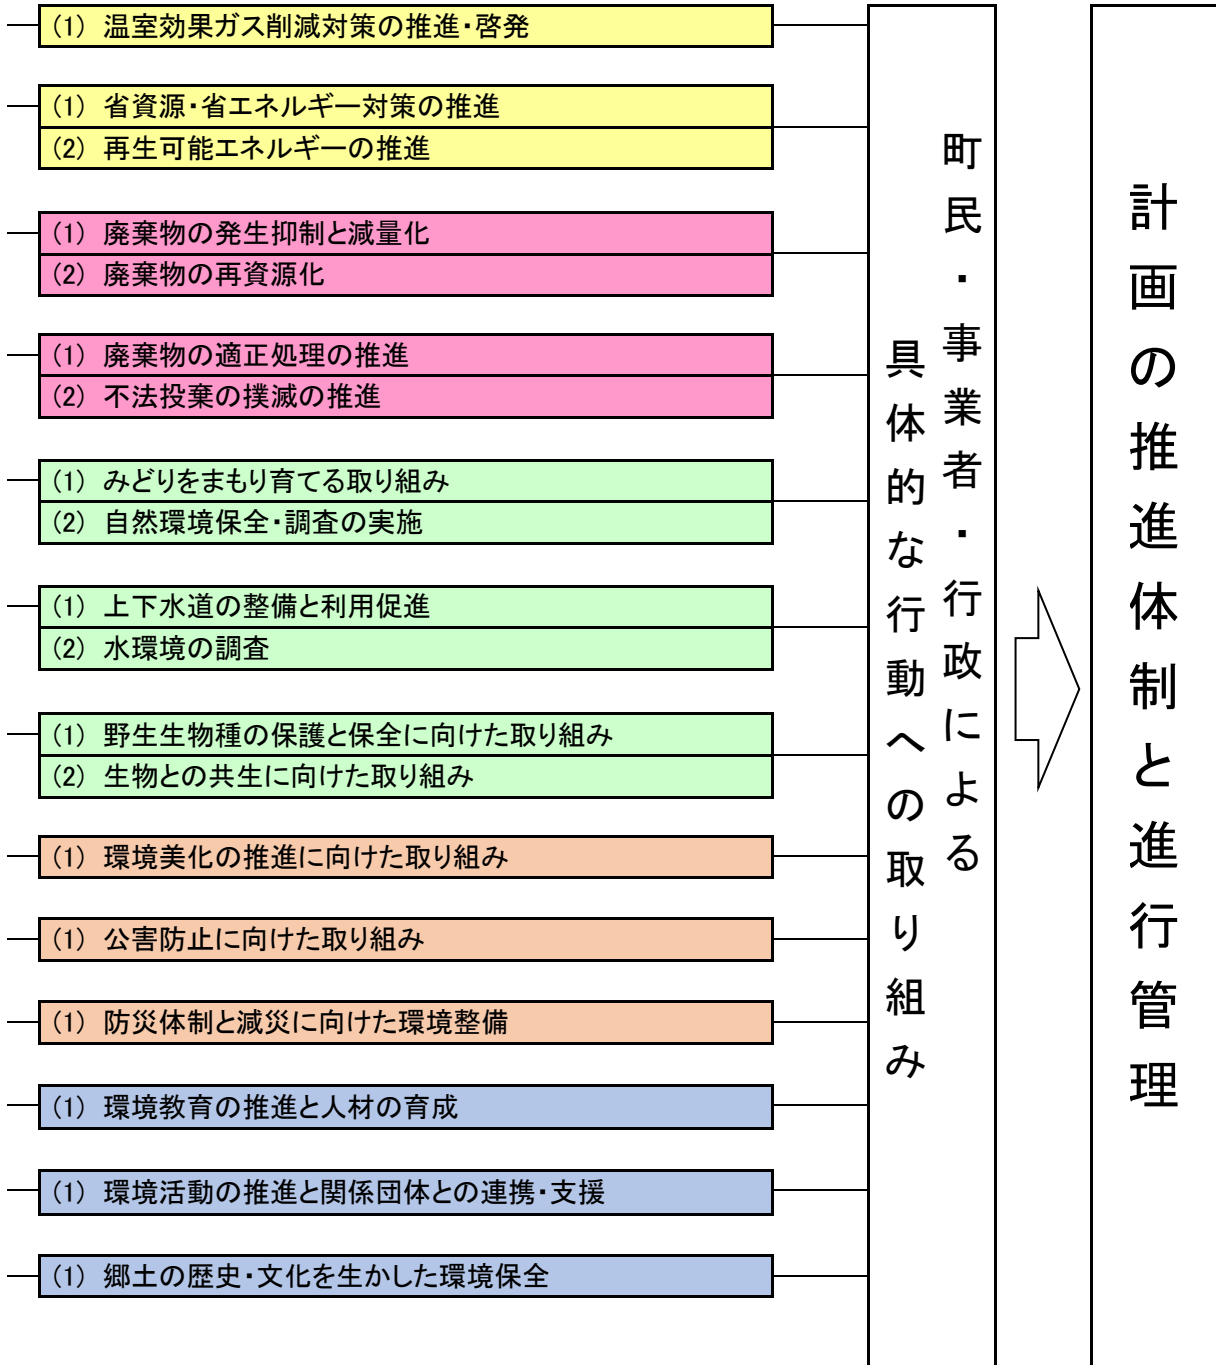 (1) 温室効果ガス削減対策の推進・啓発
(1) 省資源・省エネルギー対策の推進
(2) 再生可能エネルギーの推進
(1) 廃棄物の発生抑制と減量化
(2) 廃棄物の再資源化
(1) 廃棄物の適正処理の推進
(2) 不法投棄の撲滅の推進
(1) みどりをまもり育てる取り組み
(2) 自然環境保全・調査の実施
(1) 上下水道の整備と利用促進
(2) 水環境の調査
(1) 野生生物種の保護と保全に向けた取り組み
(2) 生物との共生に向けた取り組み
(1) 環境美化の推進に向けた取り組み
(1) 公害防止に向けた取り組み
(1) 防災体制と減災に向けた環境整備
(1) 環境教育の推進と人材の育成
(1) 環境活動の推進と関係団体との連携・支援
(1) 郷土の歴史・文化を生かした環境保全
町民・事業者・行政による
具体的な行動への取り組み
計画の推進体制と進行管理